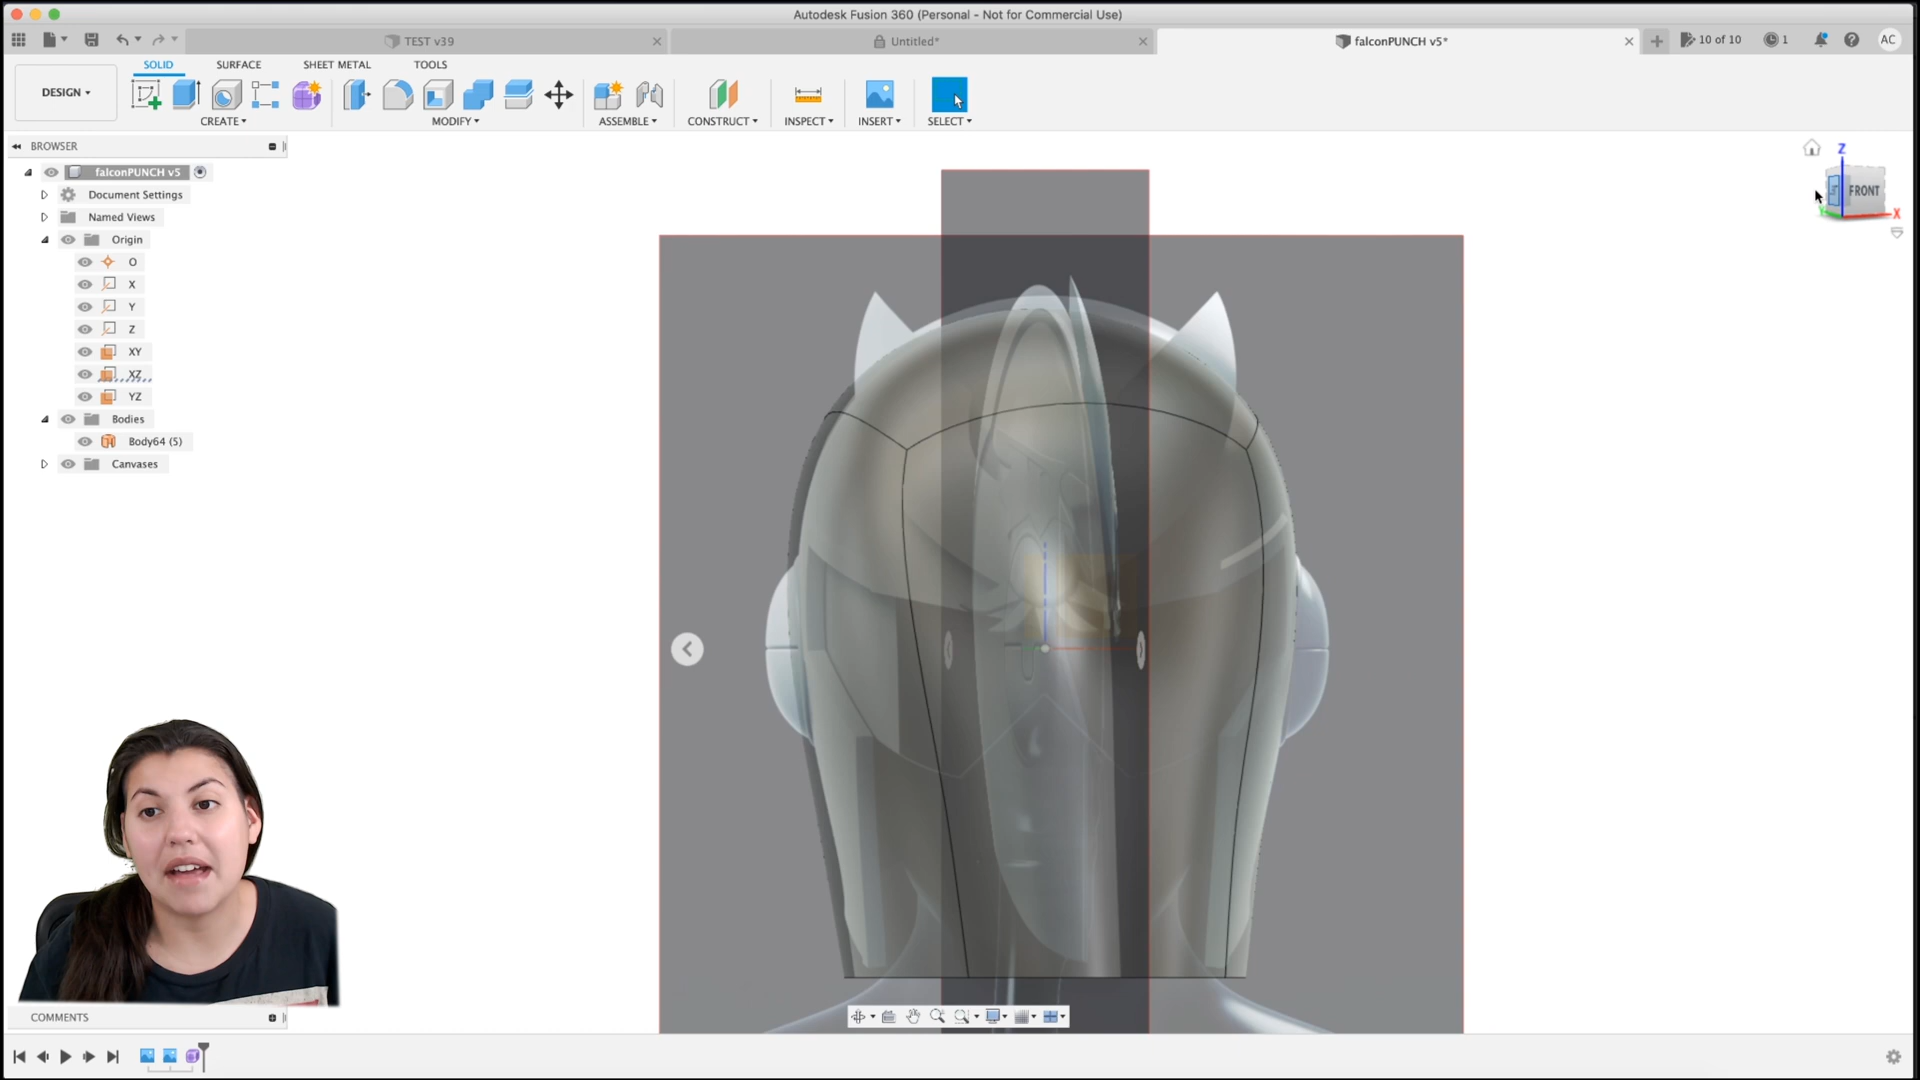 Autodesk Fusion 360 (Personal - Not for Commercial Use)
TEST v39
Untitled*
falconPUNCH v5*
10 of 10
1
AC
DESIGN
SOLID
SURFACE
SHEET METAL
TOOLS
CREATE
MODIFY
ASSEMBLE
CONSTRUCT
INSPECT
INSERT
SELECT
BROWSER
falconPUNCH v5
Document Settings
Named Views
Origin
O
X
Y
Z
XY
XZ
YZ
Bodies
Body64 (5)
Canvases
Z
FRONT
X
Y
COMMENTS